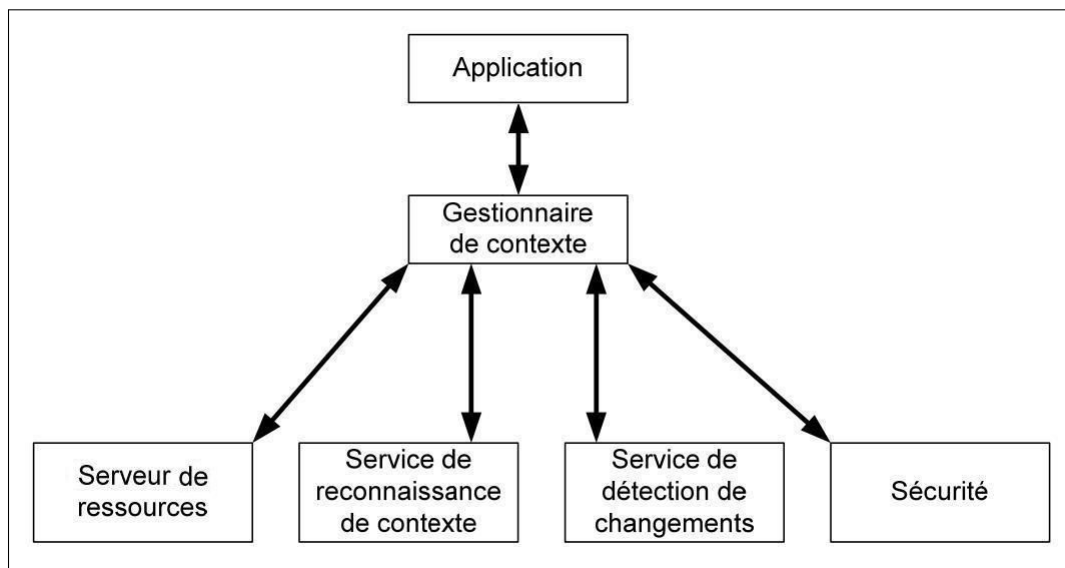 Application
Gestionnaire
de contexte
Serveur de
ressources
Service de
reconnaissance
de contexte
Service de
détection de
changements
Sécurité